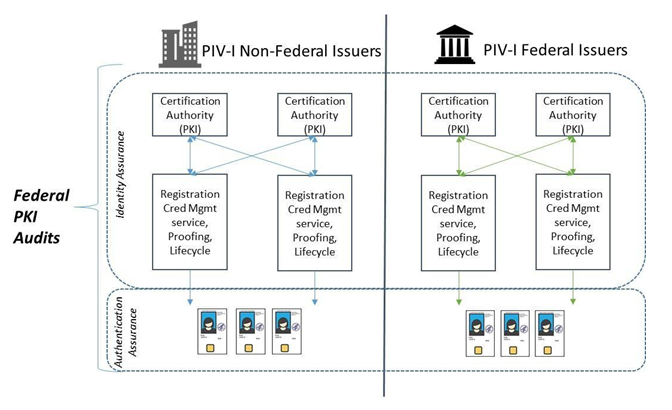 PIV-I Non-Federal Issuers
PIV-I Federal Issuers
Federal
PKI
Audits
Identity Assurance
Certification
Authority
(PKI)
Certification
Authority
(PKI)
Certification
Authority
(PKI)
Certification
Authority
(PKI)
Registration
Cred Mgmt
service,
Proofing,
Lifecycle
Registration
Cred Mgmt
service,
Proofing,
Lifecycle
Registration
Cred Mgmt
service,
Proofing,
Lifecycle
Registration
Cred Mgmt
service,
Proofing,
Lifecycle
Authentication
Assurance